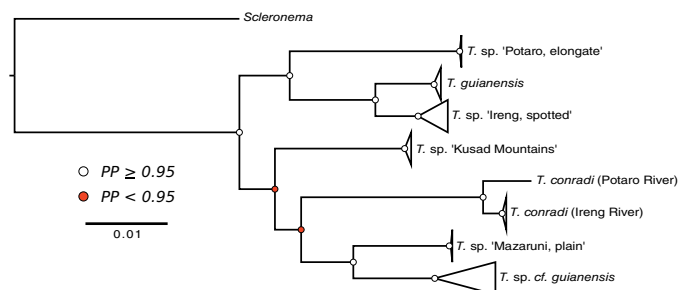 Scleronema
T. sp. 'Potaro, elongate'
T. guianensis
T. sp. 'Ireng, spotted'
T. sp. 'Kusad Mountains'
PP ≥ 0.95
T. conradi (Potaro River)
PP < 0.95
T. conradi (Ireng River)
0.01
T. sp. 'Mazaruni, plain'
T. sp. cf. guianensis